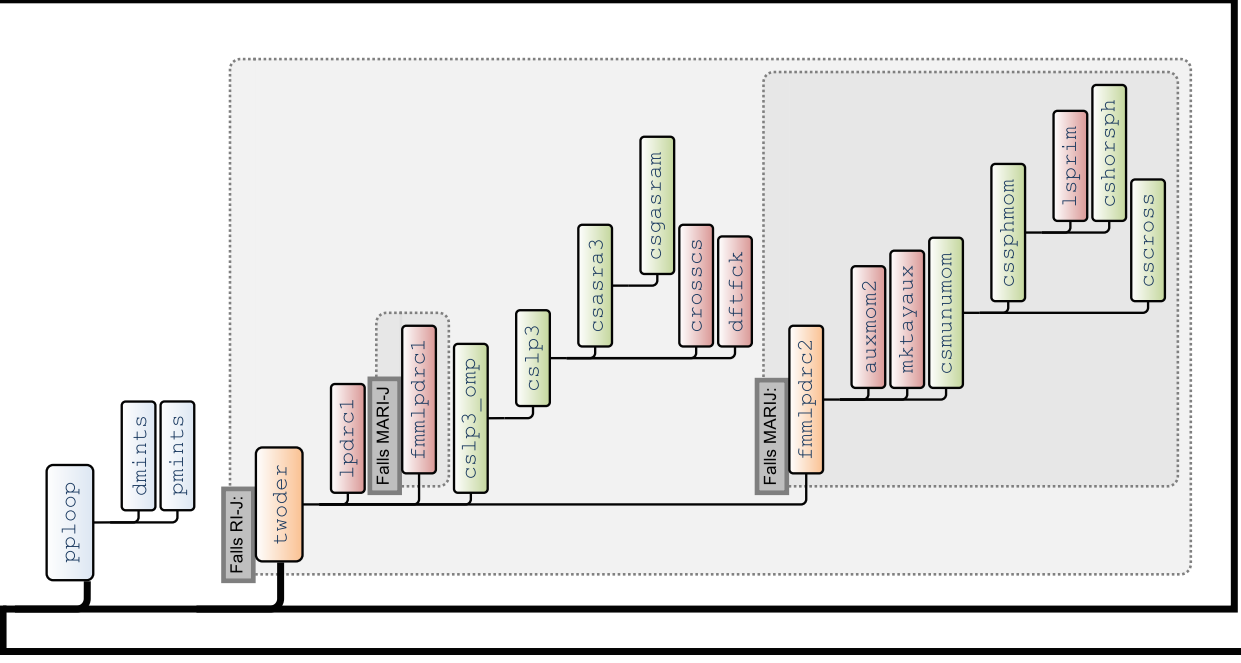 pploop
dmints
pmints
Falls RI-J:
twoder
lpdrc1
Falls MARI-J
fmmlpdrc1
cslp3_omp
cslp3
csasra3
csgasram
crosscs
dftfck
Falls MARIJ:
fmmlpdrc2
auxmom2
mktayaux
csmunumom
cssphmom
lsprim
cshorsph
cscross